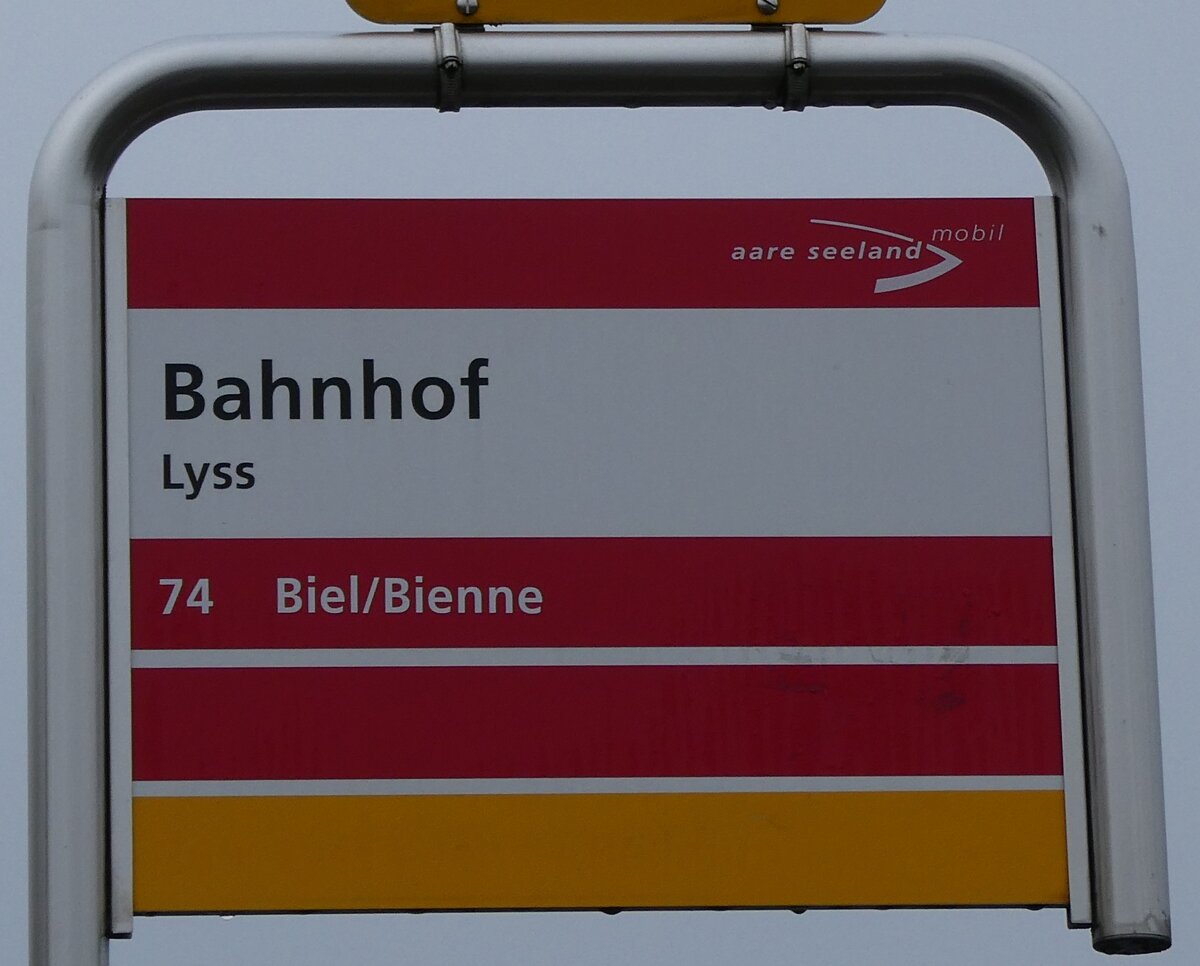 aare seeland mobil
Bahnhof
Lyss
74 Biel/Bienne